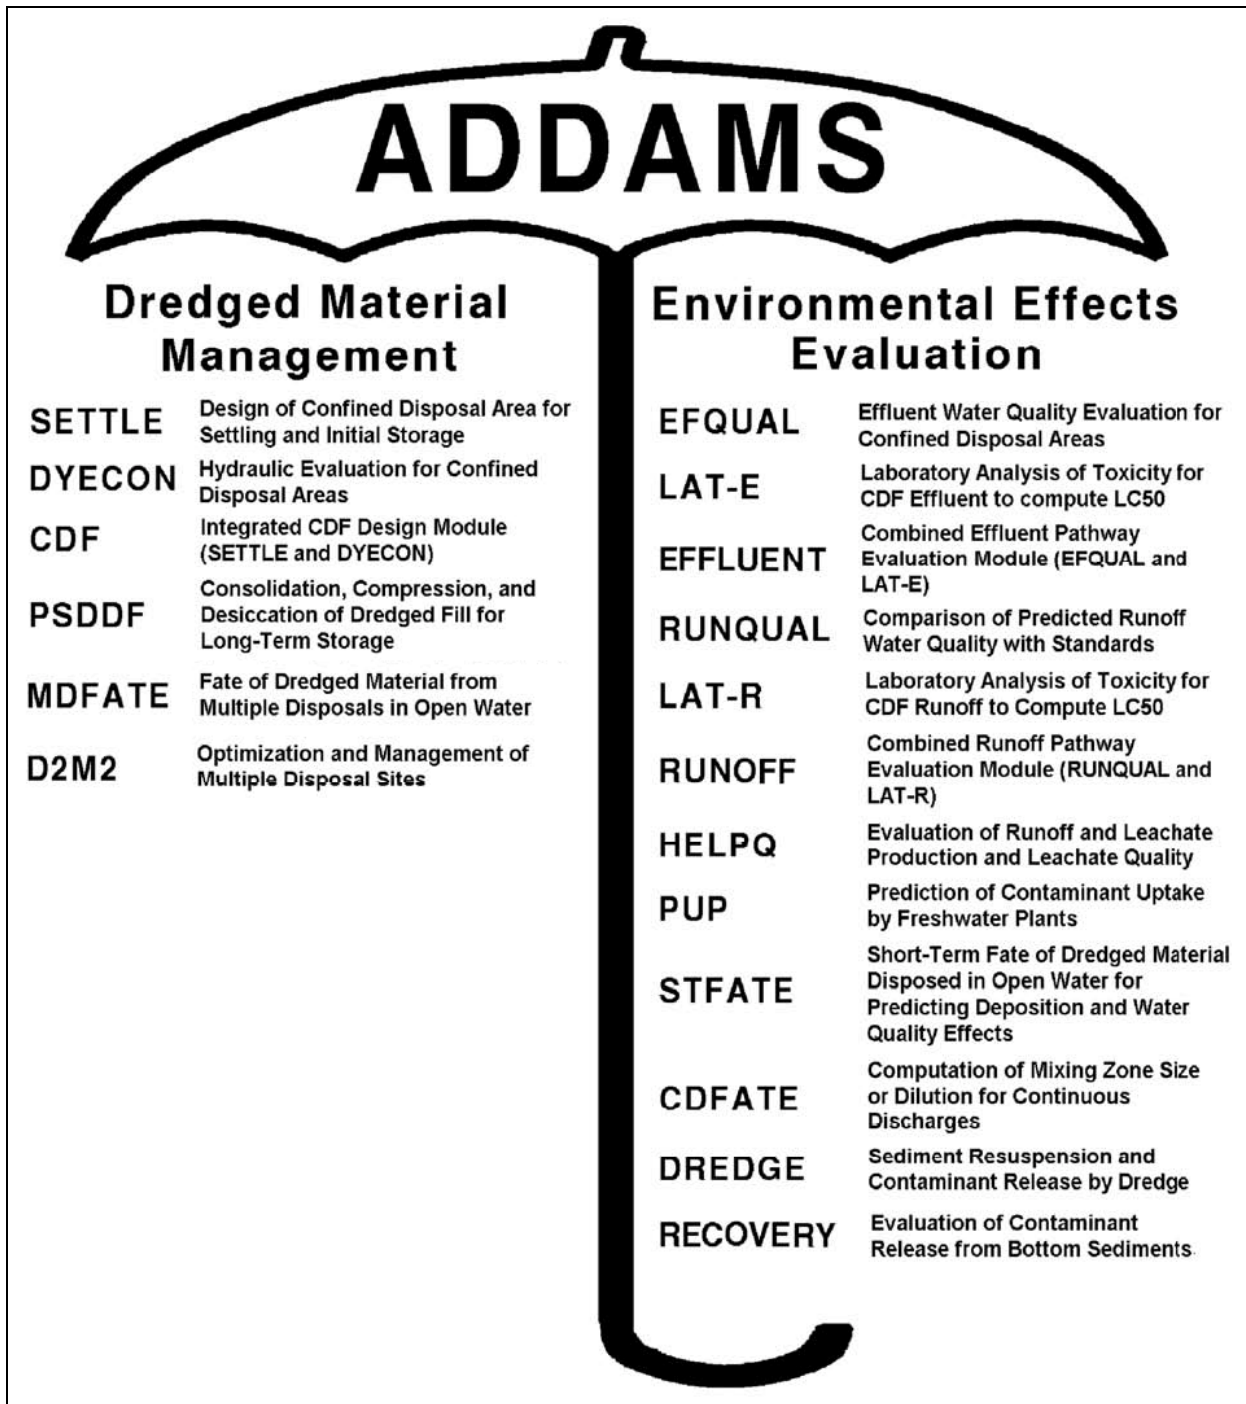 ADDAMS
Dredged Material
Management
SETTLE
Design of Confined Disposal Area for
Settling and Initial Storage
DYECON
Hydraulic Evaluation for Confined
Disposal Areas
CDF
Integrated CDF Design Module
(SETTLE and DYECON)
PSDDF
Consolidation, Compression, and
Desiccation of Dredged Fill for
Long-Term Storage
MDFATE
Fate of Dredged Material from
Multiple Disposals in Open Water
D2M2
Optimization and Management of
Multiple Disposal Sites
Environmental Effects
Evaluation
EFQUAL
Effluent Water Quality Evaluation for
Confined Disposal Areas
LAT-E
Laboratory Analysis of Toxicity for
CDF Effluent to compute LC50
EFFLUENT
Combined Effluent Pathway
Evaluation Module (EFQUAL and
LAT-E)
RUNQUAL
Comparison of Predicted Runoff
Water Quality with Standards
LAT-R
Laboratory Analysis of Toxicity for
CDF Runoff to Compute LC50
RUNOFF
Combined Runoff Pathway
Evaluation Module (RUNQUAL and
LAT-R)
HELPQ
Evaluation of Runoff and Leachate
Production and Leachate Quality
PUP
Prediction of Contaminant Uptake
by Freshwater Plants
STFATE
Short-Term Fate of Dredged Material
Disposed in Open Water for
Predicting Deposition and Water
Quality Effects
CDFATE
Computation of Mixing Zone Size
or Dilution for Continuous
Discharges
DREDGE
Sediment Resuspension and
Contaminant Release by Dredge
RECOVERY
Evaluation of Contaminant
Release from Bottom Sediments